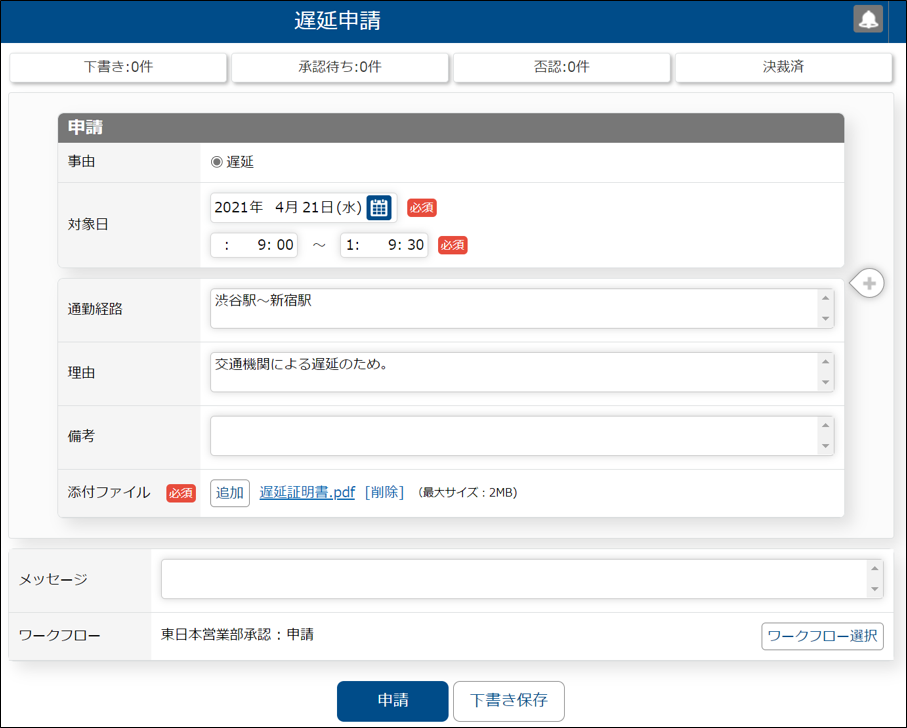 遅延申請
下書き:0件 承認待ち:0件 否認:0件 決裁済
申請
事由 遅延
対象日 2021年 4月 21日(水) 必須
: 9: 00 ～ 1: 9: 30 必須
通勤経路 渋谷駅～新宿駅
理由 交通機関による遅延のため。
備考
添付ファイル 必須 追加 遅延証明書.pdf [削除] (最大サイズ：2MB)
メッセージ
ワークフロー 東日本営業部承認：申請 ワークフロー選択
申請 下書き保存